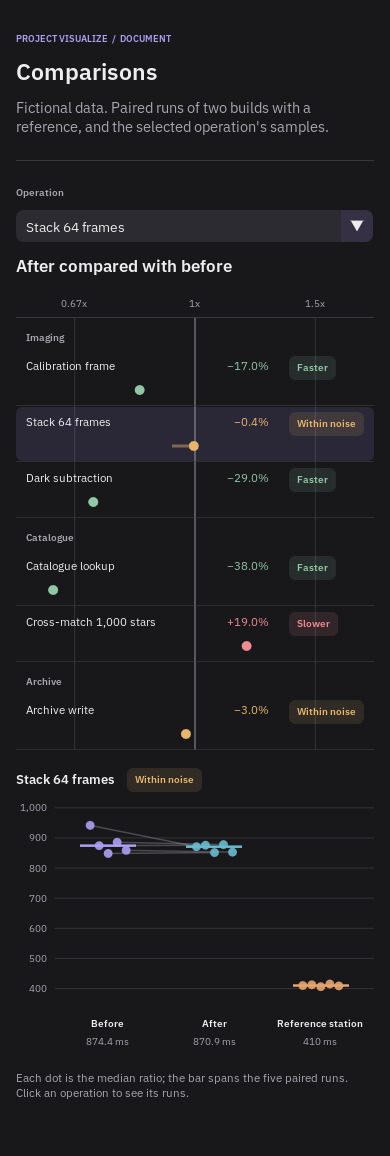 PROJECT VISUALIZE / DOCUMENT
Comparisons
Fictional data. Paired runs of two builds with a
reference, and the selected operation's samples.
Operation
Stack 64 frames
After compared with before
0.67x 1x 1.5x
Imaging
Calibration frame −17.0% Faster
Stack 64 frames −0.4% Within noise
Dark subtraction −29.0% Faster
Catalogue
Catalogue lookup −38.0% Faster
Cross-match 1,000 stars +19.0% Slower
Archive
Archive write −3.0% Within noise
Stack 64 frames Within noise
1,000
900
800
700
600
500
400
Before After Reference station
874.4 ms 870.9 ms 410 ms
Each dot is the median ratio; the bar spans the five paired runs.
Click an operation to see its runs.